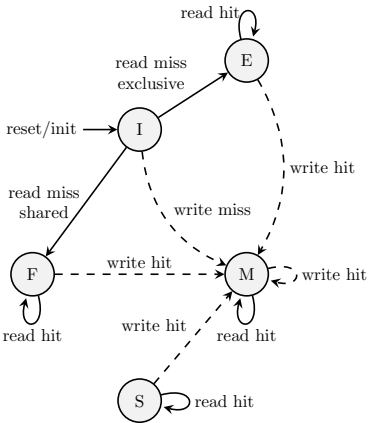 read hit
E
read miss
exclusive
reset/init
I
write hit
read miss
shared
write miss
write hit
F
M
write hit
read hit
write hit
read hit
S
read hit